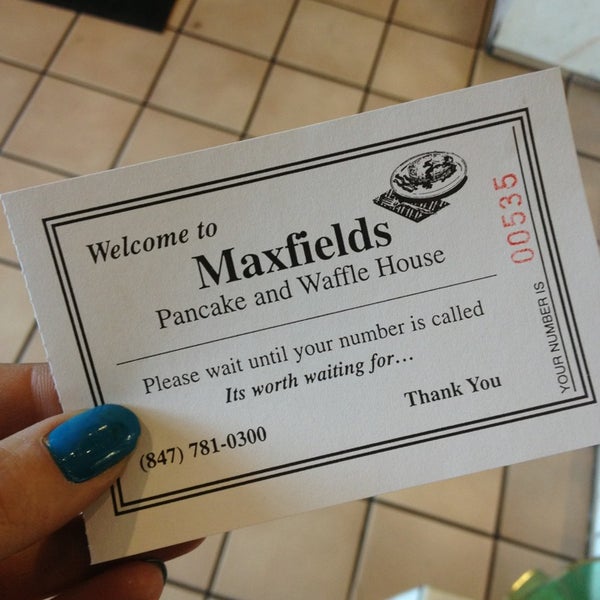 Welcome to
Maxfields
Pancake and Waffle House
Please wait until your number is called
Its worth waiting for...
Thank You
(847) 781-0300
YOUR NUMBER IS
00535